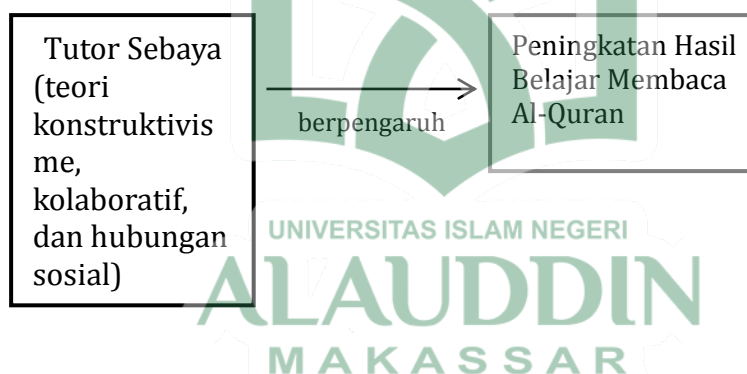 Tutor Sebaya
(teori
konstruktivis
me,
kolaboratif,
dan hubungan
sosial)
berpengaruh
Peningkatan Hasil
Belajar Membaca
Al-Quran
UNIVERSITAS ISLAM NEGERI
ALAUDDIN
MAKASSAR